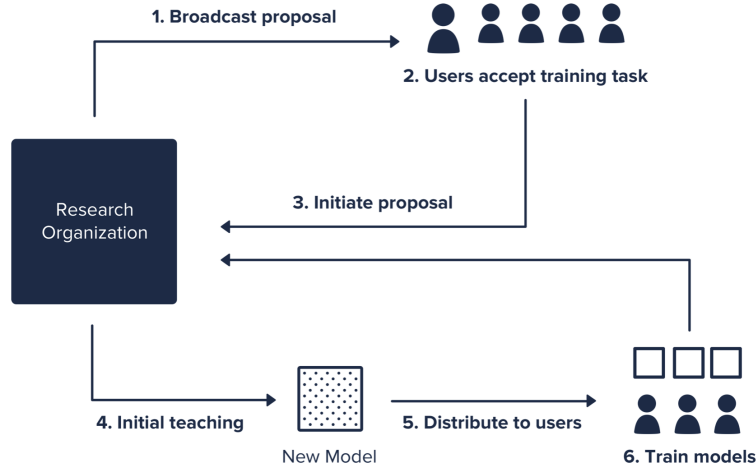 1. Broadcast proposal
2. Users accept training task
3. Initiate proposal
Research
Organization
4. Initial teaching
New Model
5. Distribute to users
6. Train models